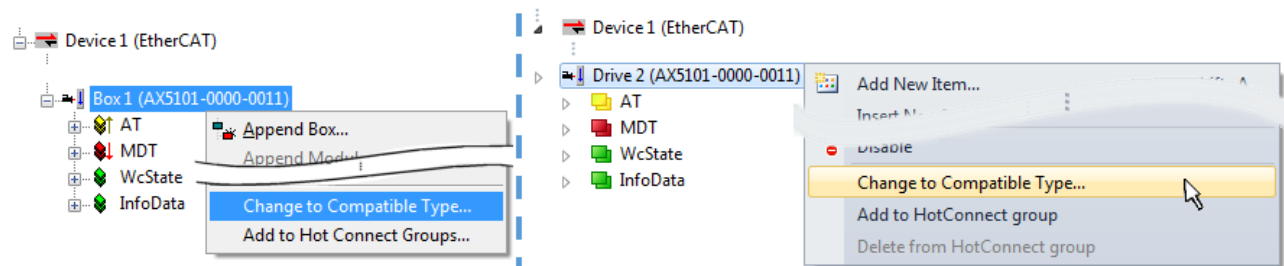 Device 1 (EtherCAT)
Box 1 (AX5101-0000-0011)
AT
MDT
WcState
InfoData
Append Box...
Append
Change to Compatible Type...
Add to Hot Connect Groups...
Device 1 (EtherCAT)
Drive 2 (AX5101-0000-0011)
AT
MDT
WcState
InfoData
Add New Item...
Insert
Disable
Change to Compatible Type...
Add to HotConnect group
Delete from HotConnect group